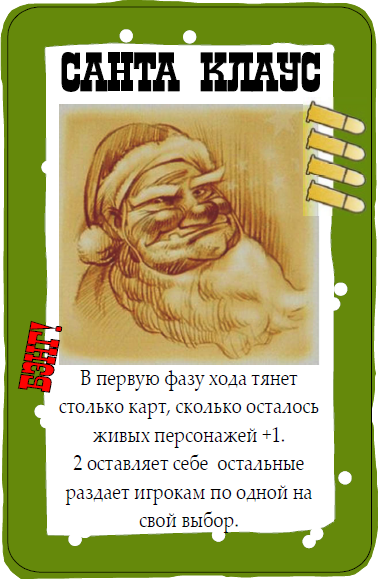 САНТА КЛАУС
БЭНГ!
В первую фазу хода тянет
столько карт, сколько осталось
живых персонажей +1.
2 оставляет себе остальные
раздает игрокам по одной на
свой выбор.